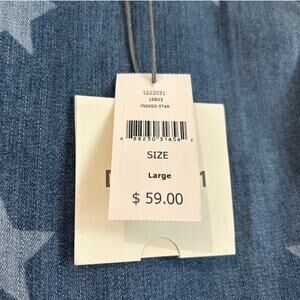 1222031
16603
INDIGO STAR
SIZE
Large
$ 59.00